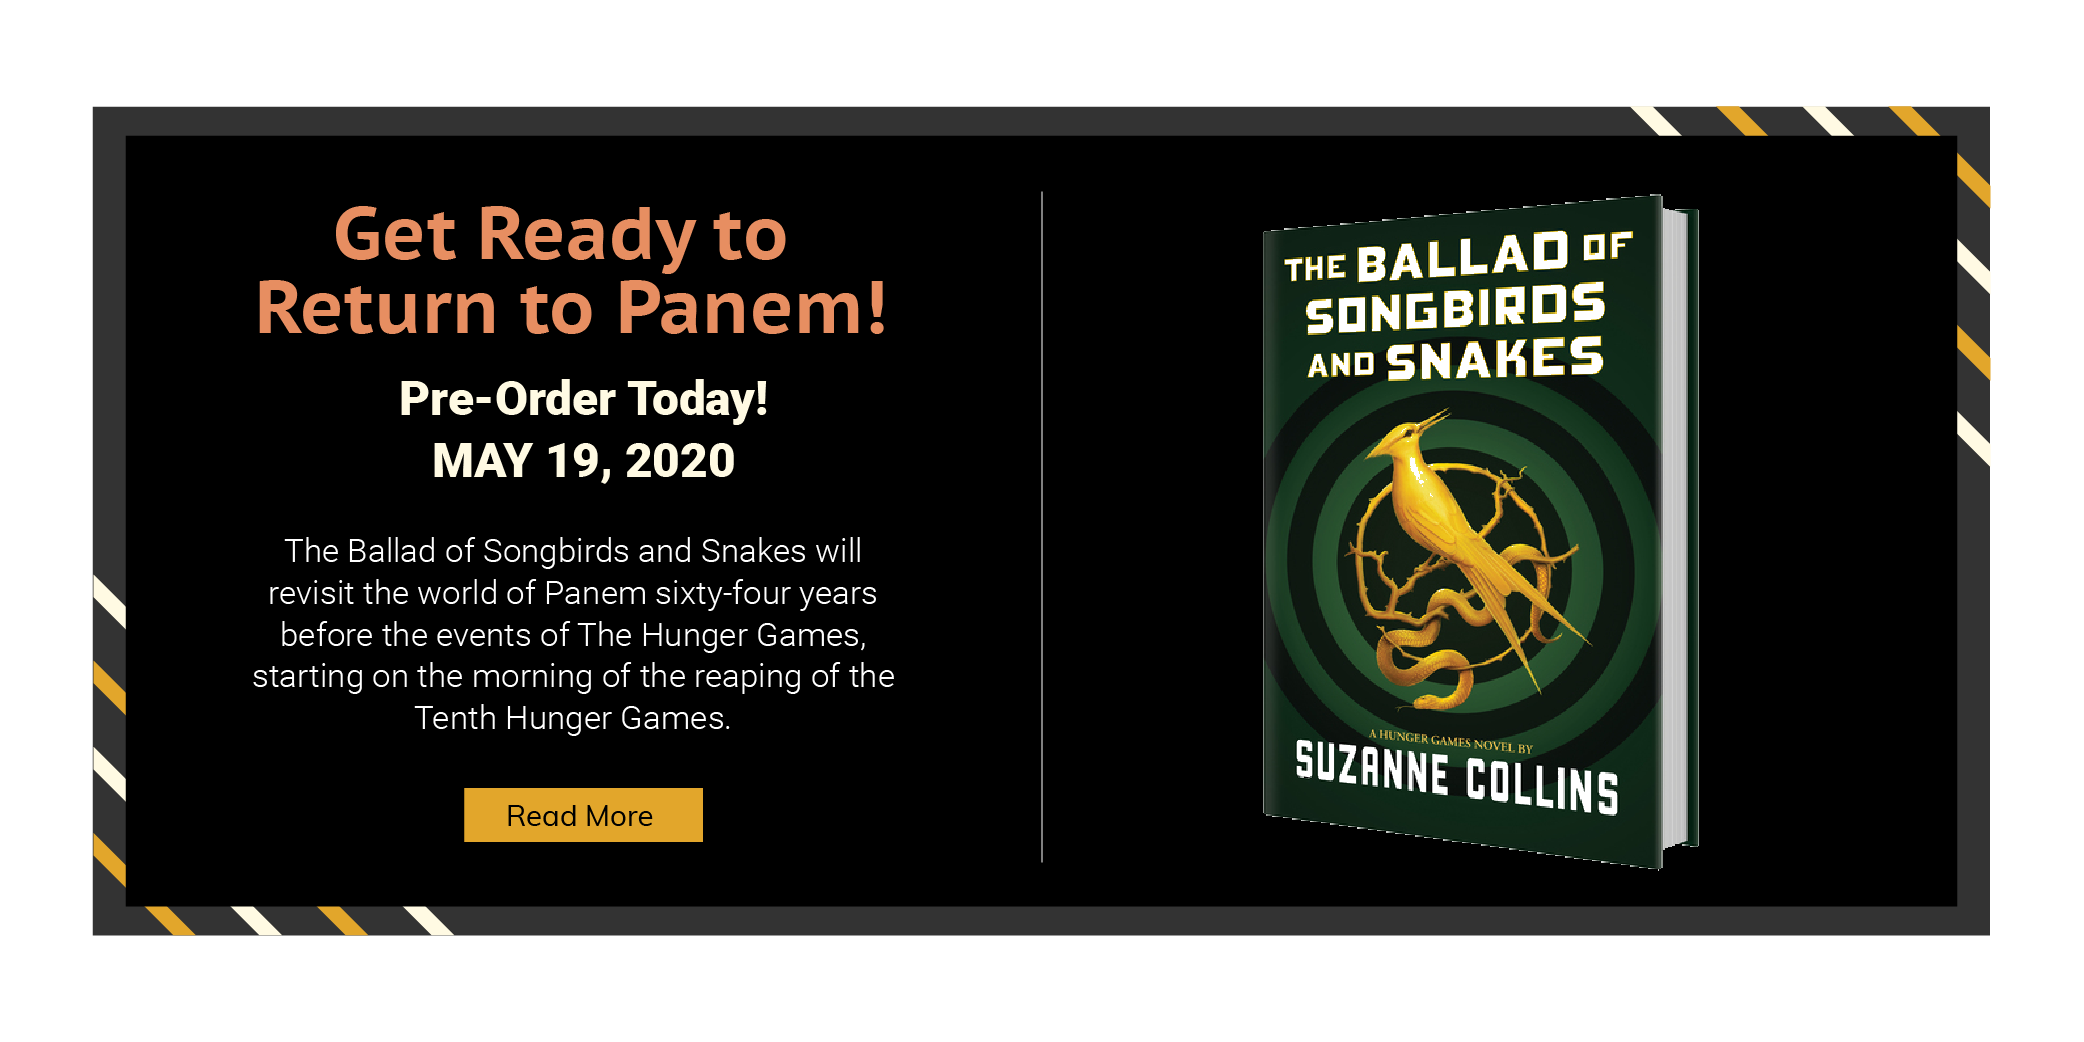 Get Ready to
Return to Panem!
Pre-Order Today!
MAY 19, 2020
The Ballad of Songbirds and Snakes will
revisit the world of Panem sixty-four years
before the events of The Hunger Games,
starting on the morning of the reaping of the
Tenth Hunger Games.
Read More
THE BALLAD OF
SONGBIRDS
AND SNAKES
A HUNGER GAMES NOVEL BY
SUZANNE COLLINS